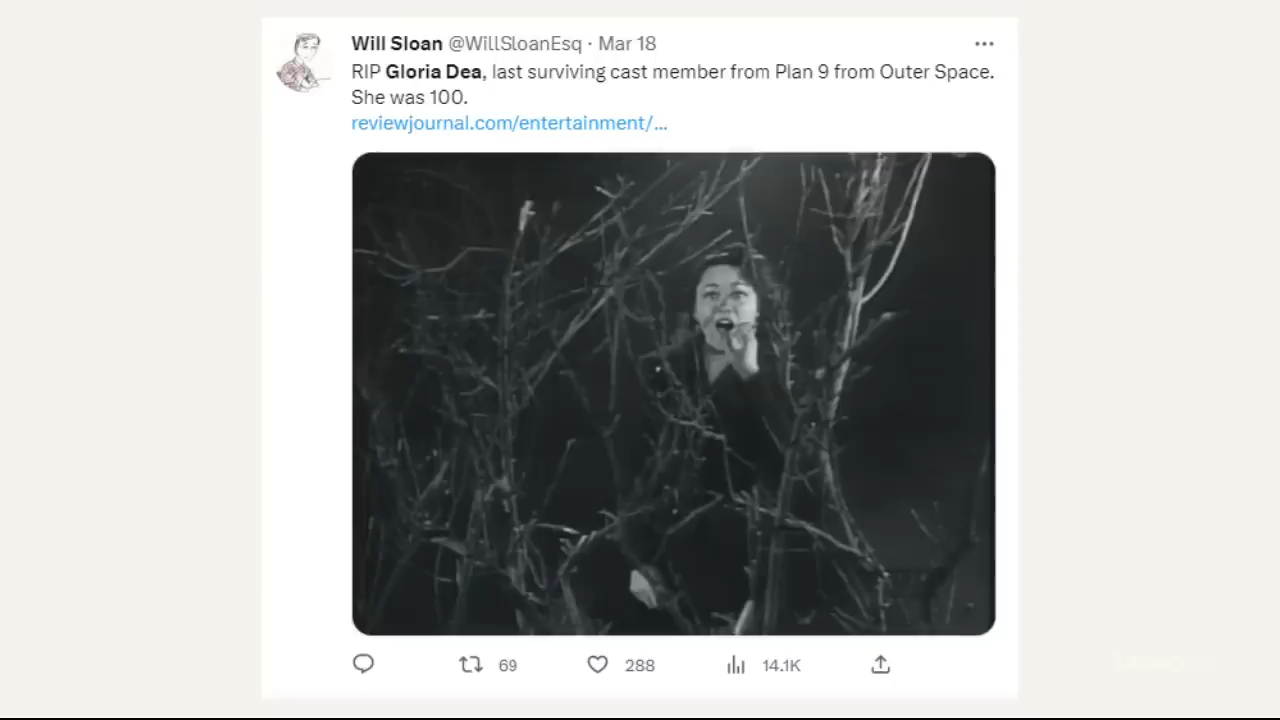 Will Sloan @WillSloanEsq · Mar 18
RIP Gloria Dea, last surviving cast member from Plan 9 from Outer Space.
She was 100.
reviewjournal.com/entertainment/...
69 288 14.1K